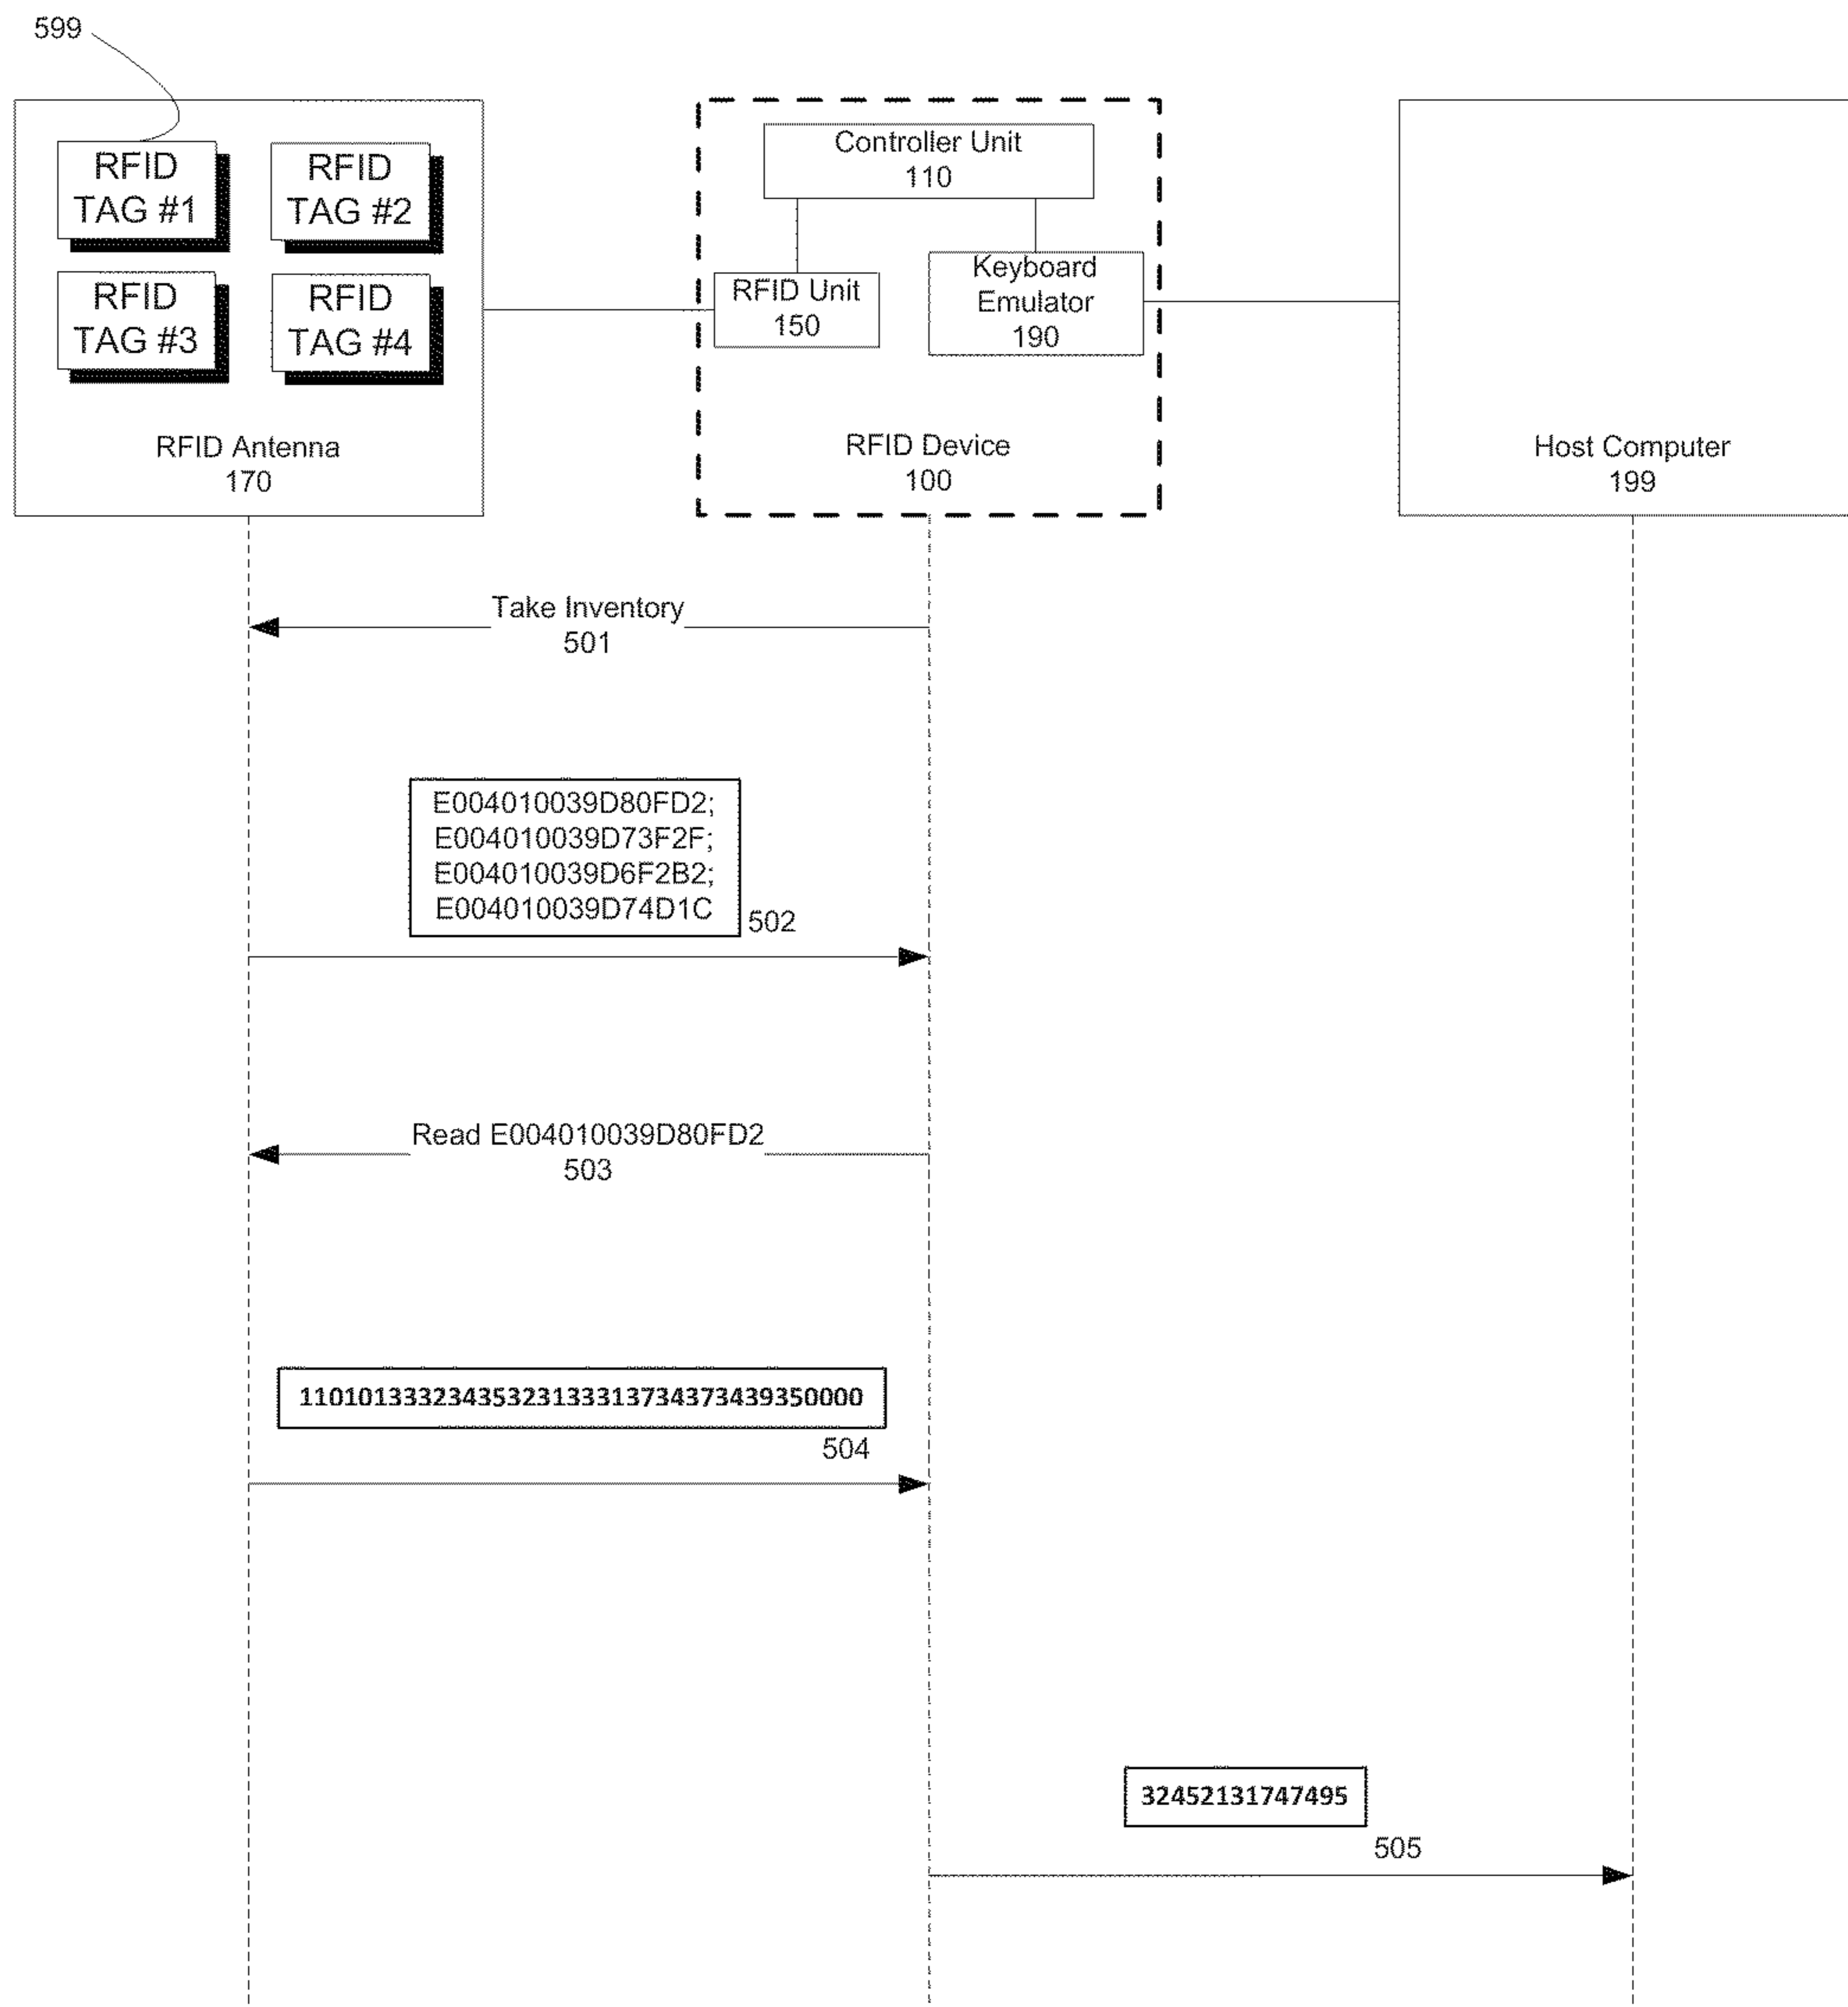 599
RFID
TAG #1
RFID
TAG #2
RFID
TAG #3
RFID
TAG #4
RFID Antenna
170
Controller Unit
110
RFID Unit
150
Keyboard
Emulator
190
RFID Device
100
Host Computer
199
Take Inventory
501
E004010039D80FD2;
E004010039D73F2F;
E004010039D6F2B2;
E004010039D74D1C
502
Read E004010039D80FD2
503
11010133323435323133313734373439350000
504
32452131747495
505